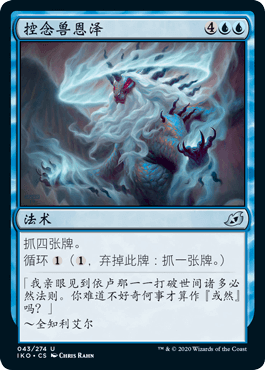 控念兽恩泽 4
法术
抓四张牌。
循环 1(1,弃掉此牌:抓一张牌。)
「我亲眼见到依卢那一一打破世间诸多必
然法则。你难道不好奇何事才算作『或然』
吗?」
～全知利艾尔
043/274 U
IKO • CS Chris Rahn
™ & © 2020 Wizards of the Coast